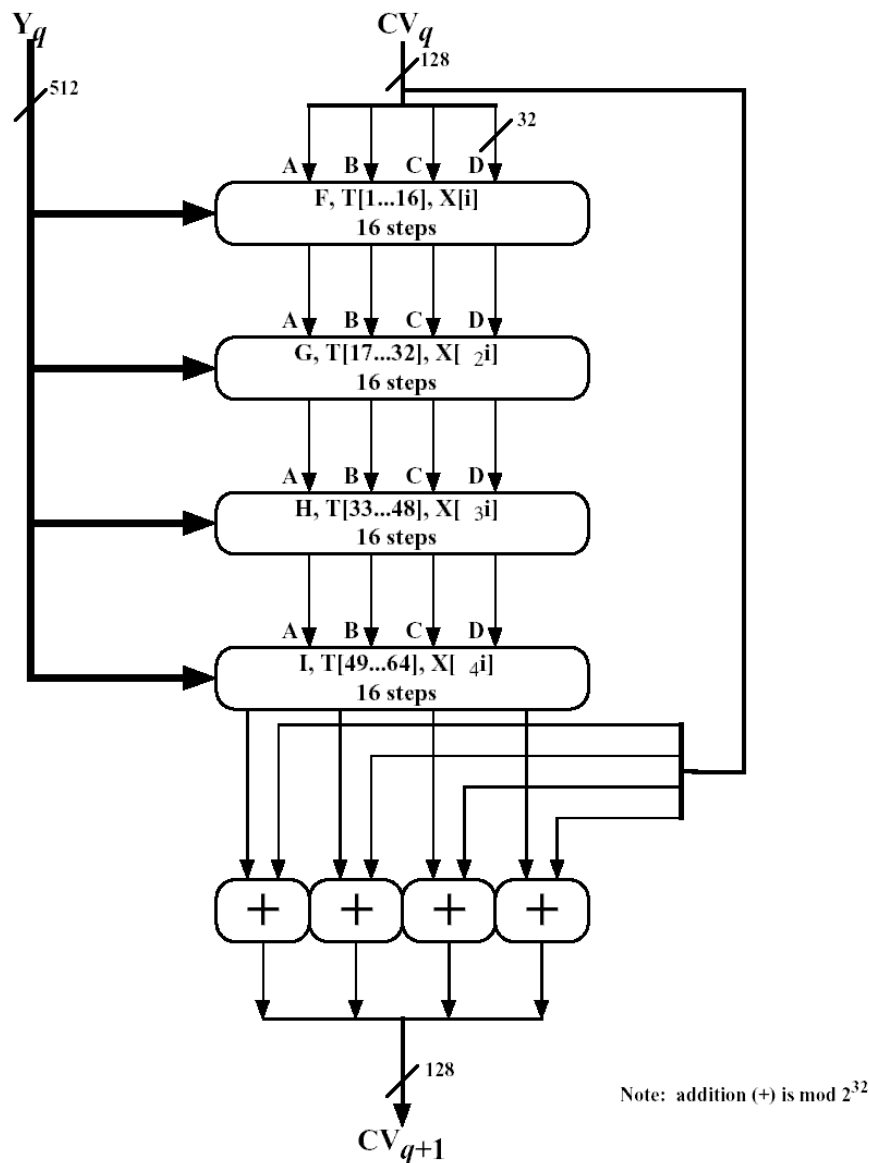 Yq CVq
128
512
32
A B C D
F, T[1...16], X[i]
16 steps
A B C D
G, T[17...32], X[ 2i]
16 steps
A B C D
H, T[33...48], X[ 3i]
16 steps
A B C D
I, T[49...64], X[ 4i]
16 steps
+ + + +
128
Note: addition (+) is mod 2^32
CVq+1